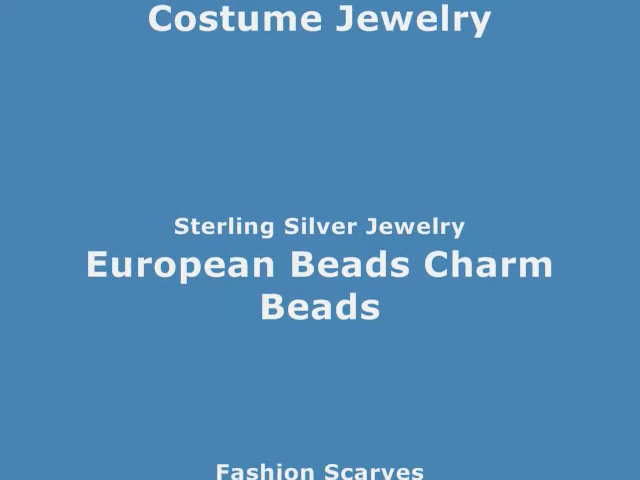 Costume Jewelry
Sterling Silver Jewelry
European Beads Charm
Beads
Fashion Scarves